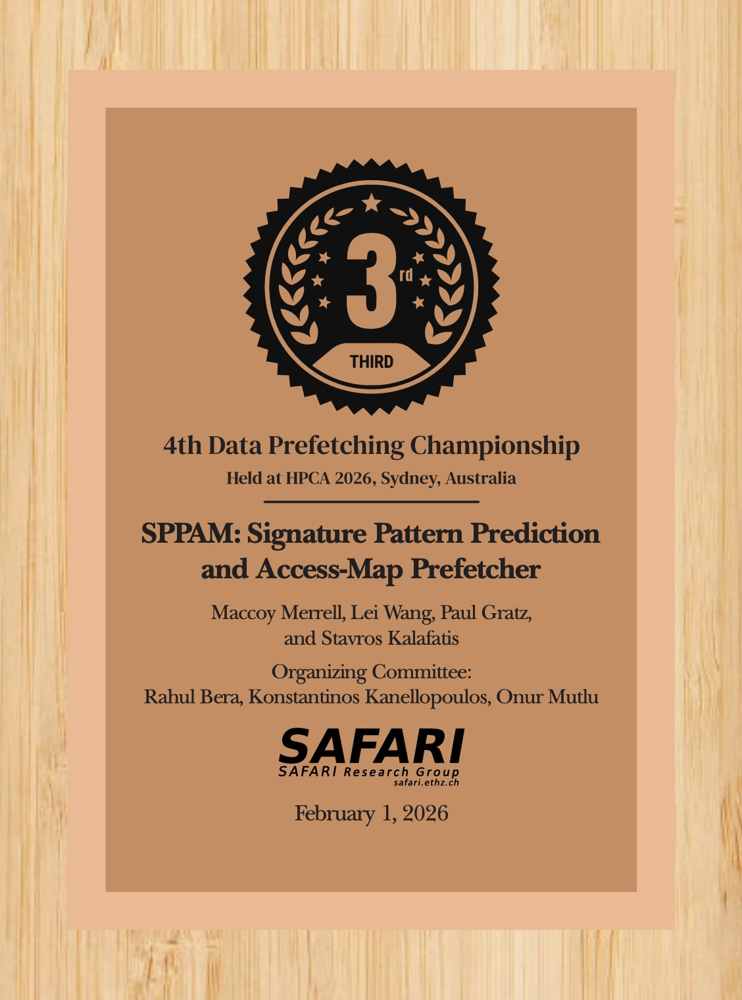 3rd
THIRD
4th Data Prefetching Championship
Held at HPCA 2026, Sydney, Australia
SPPAM: Signature Pattern Prediction
and Access-Map Prefetcher
Maccoy Merrell, Lei Wang, Paul Gratz,
and Stavros Kalafatis
Organizing Committee:
Rahul Bera, Konstantinos Kanellopoulos, Onur Mutlu
SAFARI
SAFARI Research Group
safari.ethz.ch
February 1, 2026